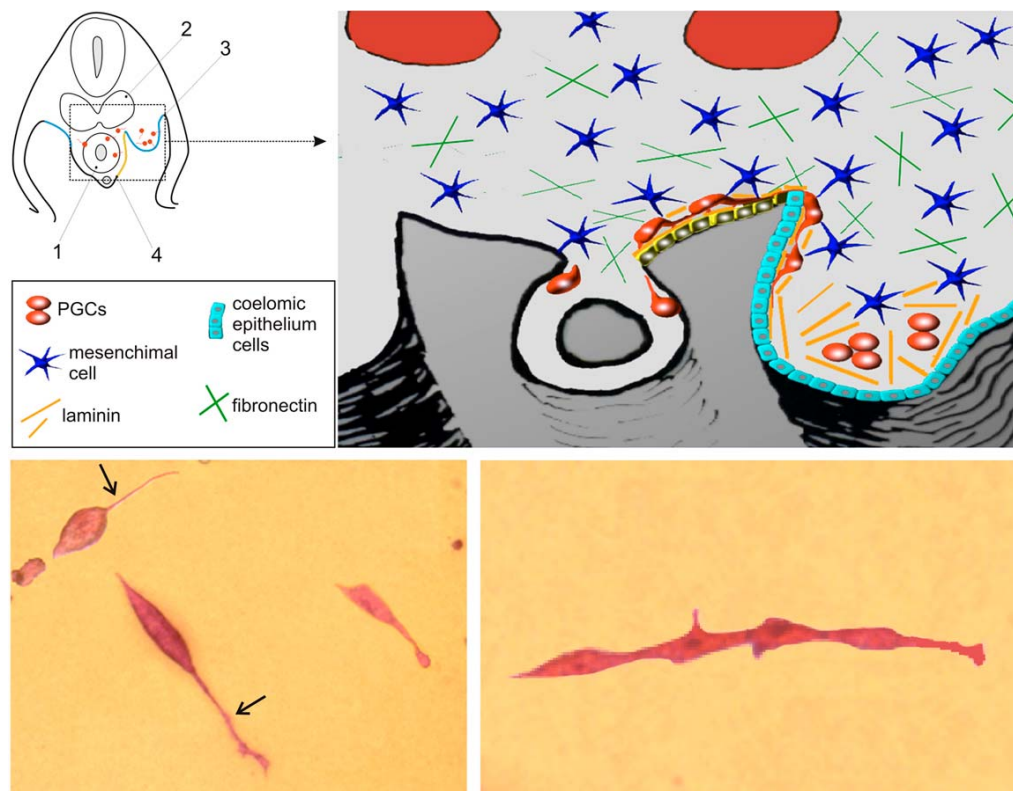 2
3
1
4
PGCs
mesenchimal
cell
laminin
coelomic
epithelium
cells
fibronectin